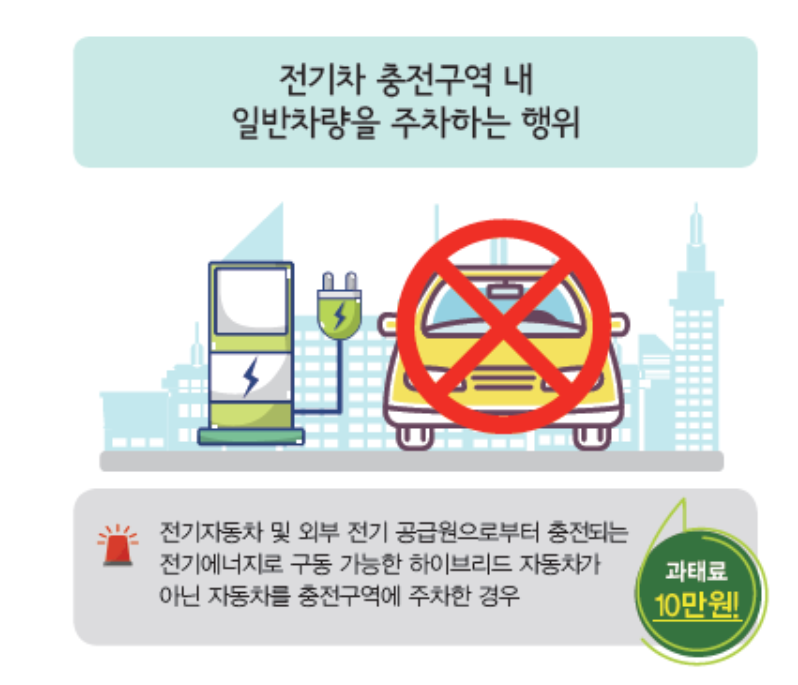 전기차 충전구역 내
일반차량을 주차하는 행위
전기자동차 및 외부 전기 공급원으로부터 충전되는
전기에너지로 구동 가능한 하이브리드 자동차가
아닌 자동차를 충전구역에 주차한 경우
과태료
10만원!